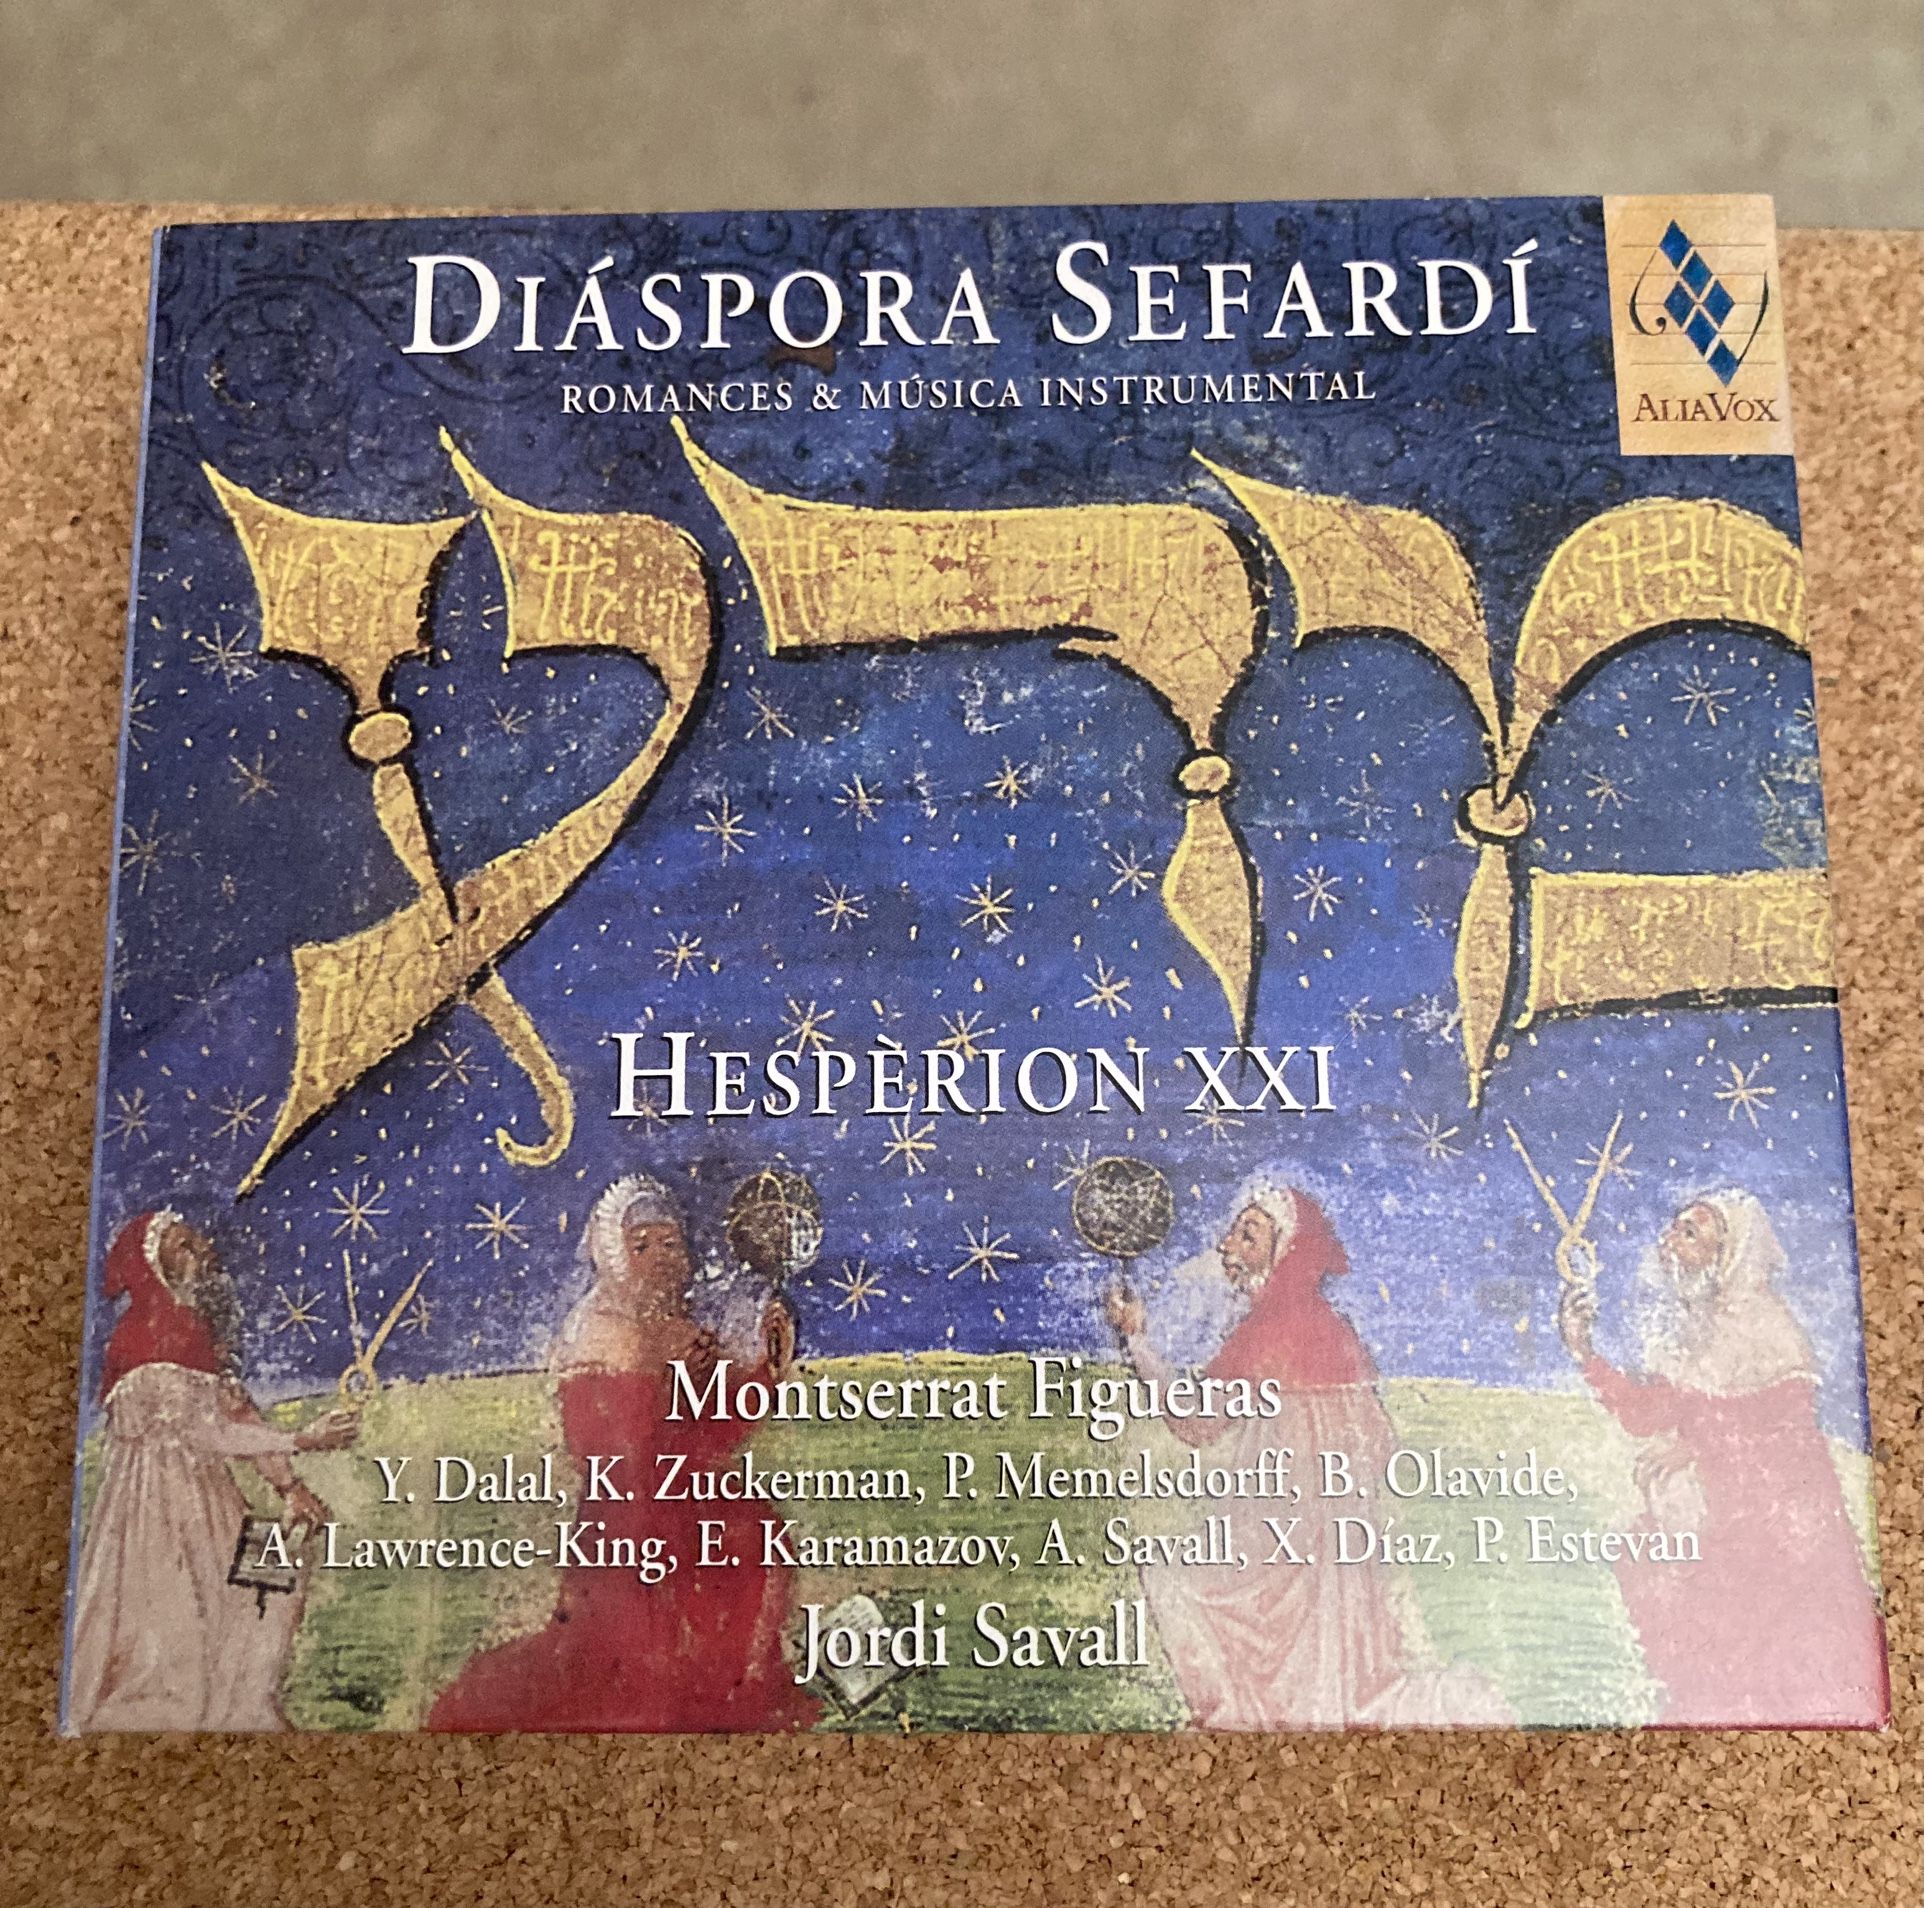 DIÁSPORA SEFARDÍ
ROMANCES & MÚSICA INSTRUMENTAL
ALIAVOX
HESPÈRION XXI
Montserrat Figueras
Y. Dalal, K. Zuckerman, P. Memelsdorff, B. Olavide,
A. Lawrence-King, E. Karamazov, A. Savall, X. Díaz, P. Estevan
Jordi Savall